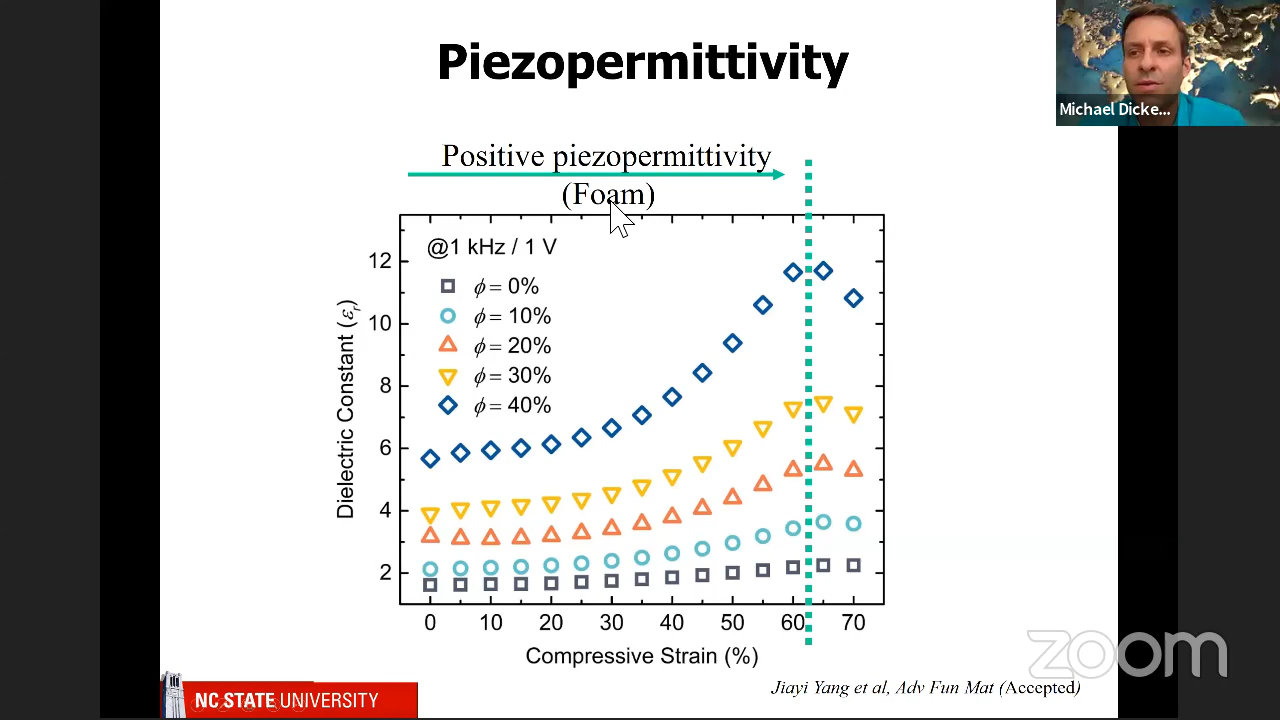 Piezopermittivity
Michael Dicke...
Positive piezopermittivity
(Foam)
@1 kHz / 1 V
ϕ = 0%
ϕ = 10%
ϕ = 20%
ϕ = 30%
ϕ = 40%
Dielectric Constant (εr)
12
10
8
6
4
2
0 10 20 30 40 50 60 70
Compressive Strain (%)
zoom
Jiayi Yang et al, Adv Fun Mat (Accepted)
NC STATE UNIVERSITY